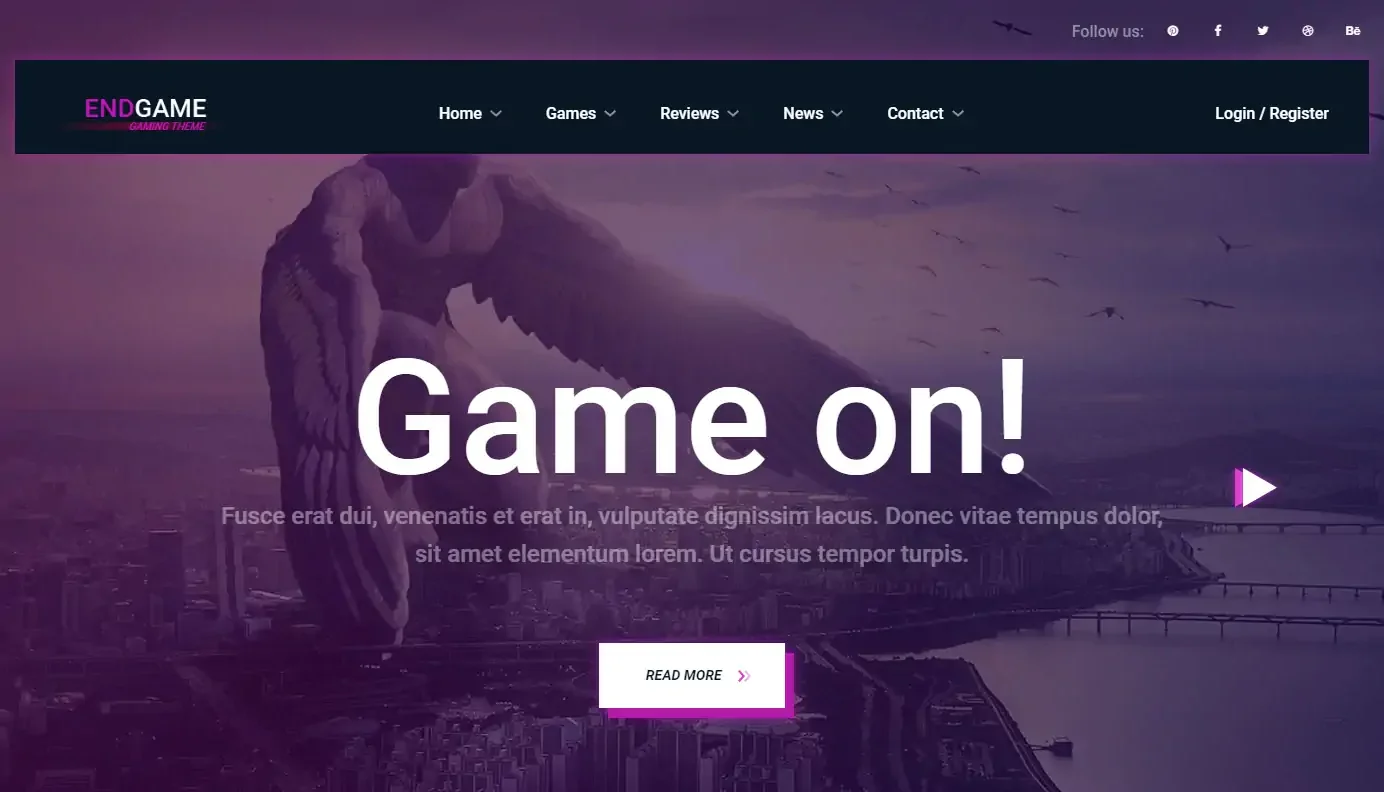 Follow us:
Bē
ENDGAME
GAMING THEME
Home
Games
Reviews
News
Contact
Login / Register
Game on!
Fusce erat dui, venenatis et erat in, vulputate dignissim lacus. Donec vitae tempus dolor,
sit amet elementum lorem. Ut cursus tempor turpis.
READ MORE